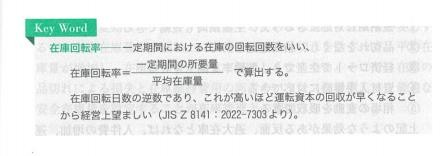 Key Word
在庫回転率――一定期間における在庫の回転回数をいい、
在庫回転率＝一定期間の所要量／平均在庫量 で算出する。
在庫回転日数の逆数であり、これが高いほど運転資本の回収が早くなること
から経営上望ましい（JIS Z 8141：2022-7303より）。